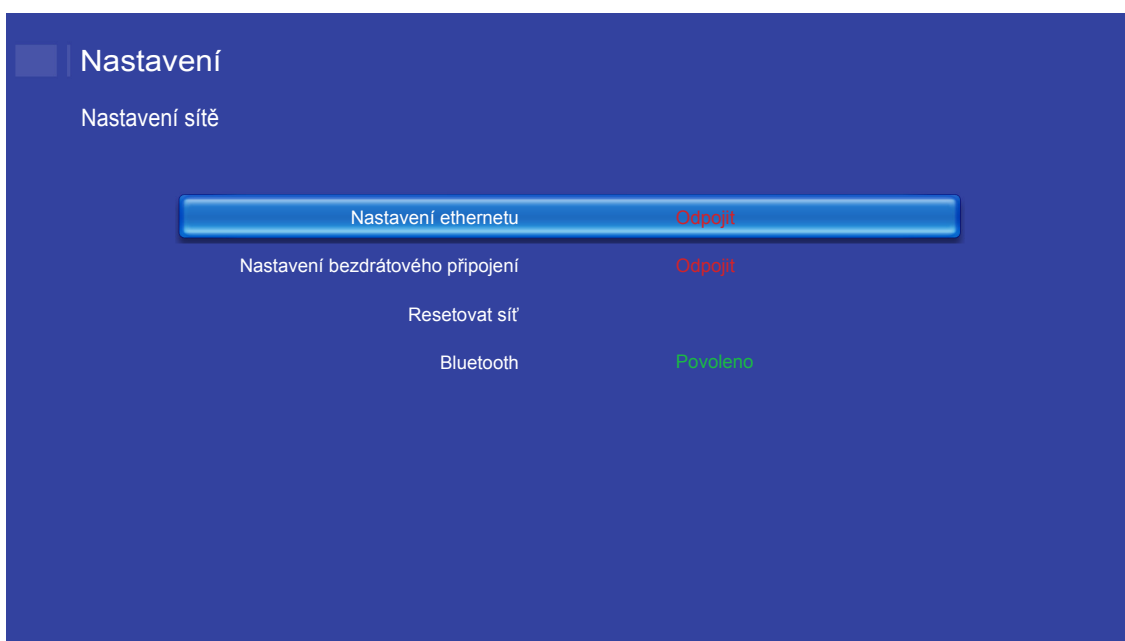 Nastavení
Nastavení sítě
Nastavení ethernetu Odpojit
Nastavení bezdrátového připojení Odpojit
Resetovat síť
Bluetooth Povoleno